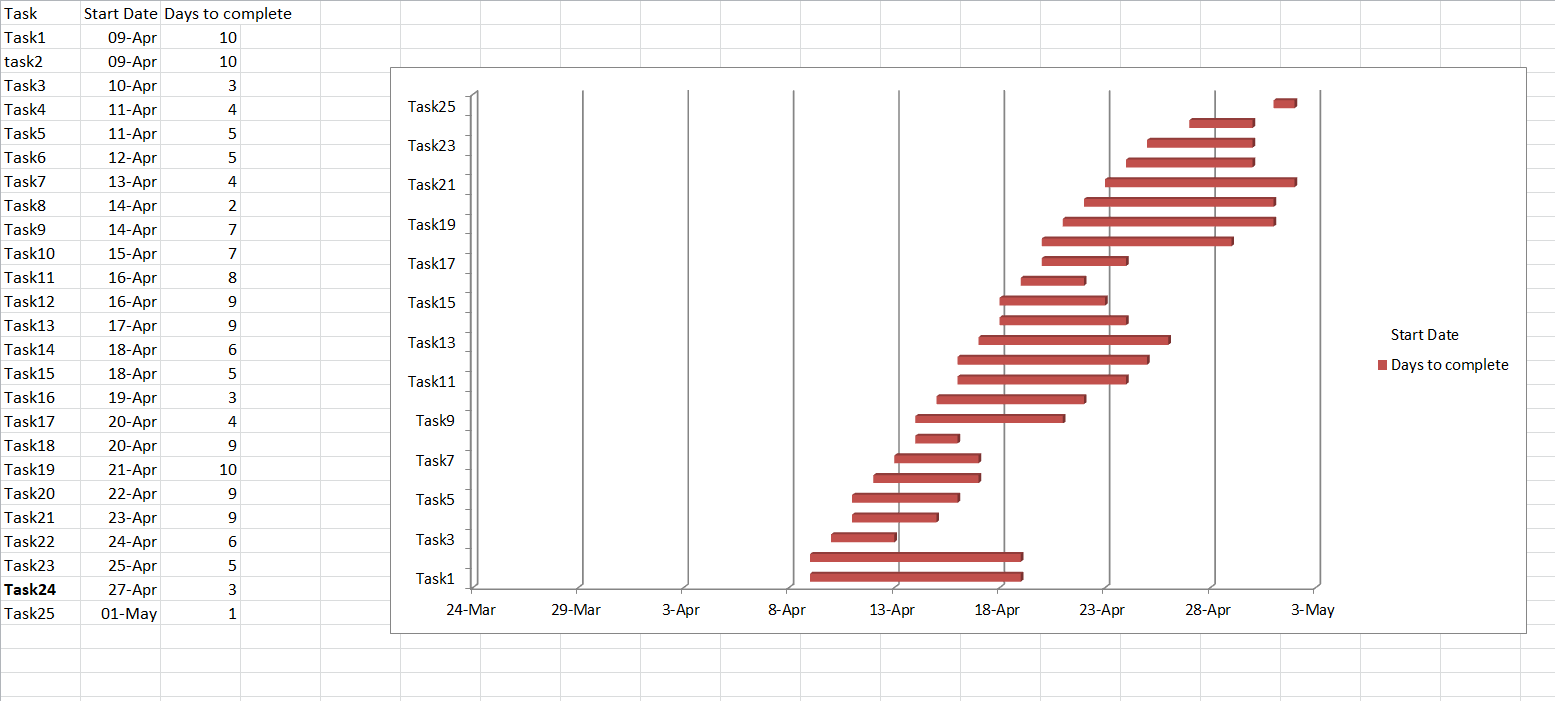 Task Start Date Days to complete
Task1 09-Apr 10
task2 09-Apr 10
Task3 10-Apr 3
Task4 11-Apr 4
Task5 11-Apr 5
Task6 12-Apr 5
Task7 13-Apr 4
Task8 14-Apr 2
Task9 14-Apr 7
Task10 15-Apr 7
Task11 16-Apr 8
Task12 16-Apr 9
Task13 17-Apr 9
Task14 18-Apr 6
Task15 18-Apr 5
Task16 19-Apr 3
Task17 20-Apr 4
Task18 20-Apr 9
Task19 21-Apr 10
Task20 22-Apr 9
Task21 23-Apr 9
Task22 24-Apr 6
Task23 25-Apr 5
Task24 27-Apr 3
Task25 01-May 1
Task25
Task23
Task21
Task19
Task17
Task15
Task13
Task11
Task9
Task7
Task5
Task3
Task1
24-Mar 29-Mar 3-Apr 8-Apr 13-Apr 18-Apr 23-Apr 28-Apr 3-May
Start Date
Days to complete